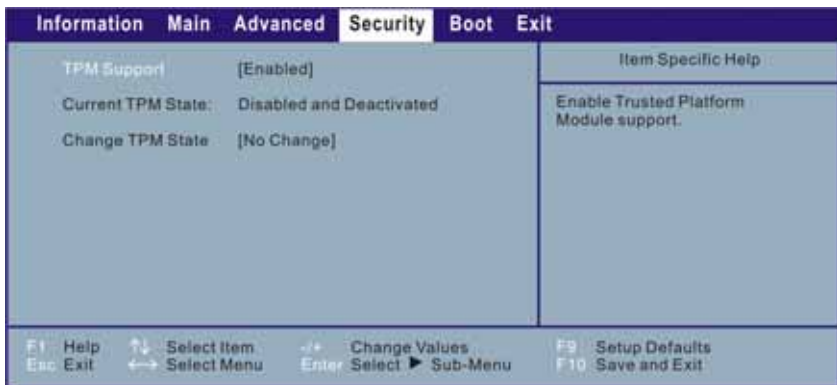 Information Main Advanced Security Boot Exit
TPM Support [Enabled]
Current TPM State: Disabled and Deactivated
Change TPM State [No Change]
Item Specific Help
Enable Trusted Platform
Module support.
F1 Help ↑↓ Select Item -/+ Change Values F9 Setup Defaults
Esc Exit ←→ Select Menu Enter Select ▶ Sub-Menu F10 Save and Exit